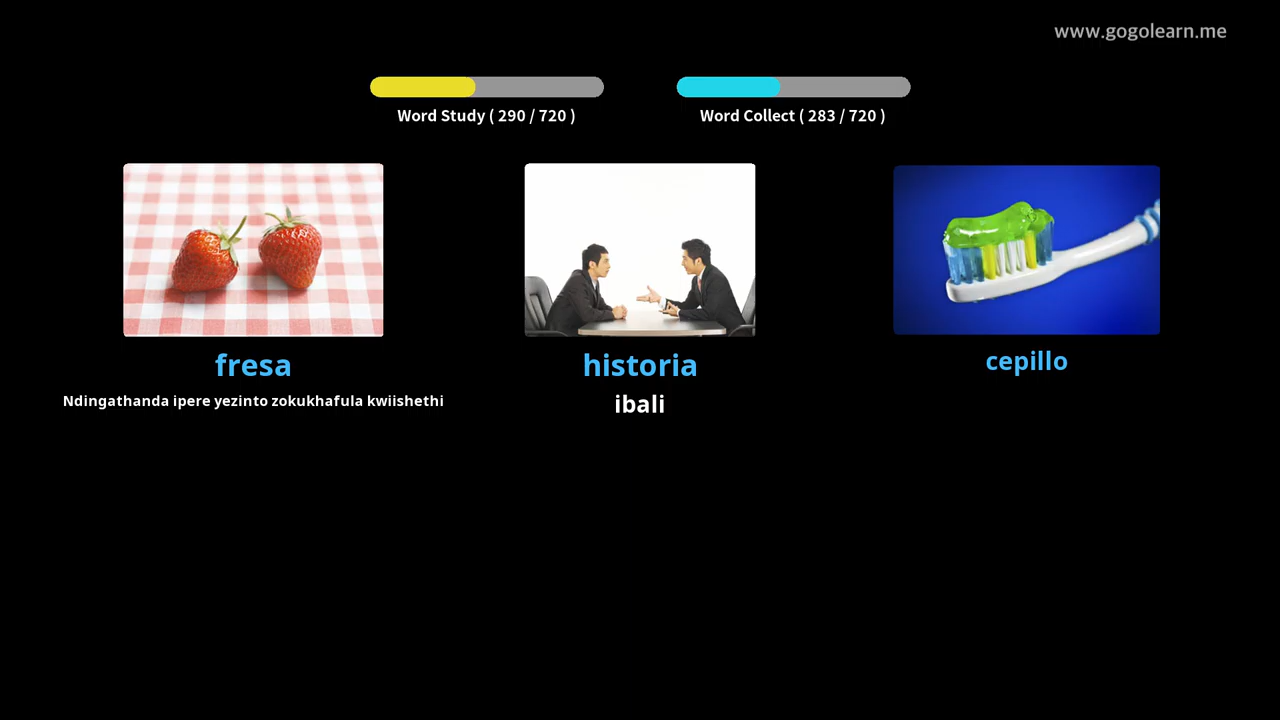 www.gogolearn.me
Word Study ( 290 / 720 )
Word Collect ( 283 / 720 )
fresa
Ndingathanda ipere yezinto zokukhafula kwiishethi
historia
ibali
cepillo